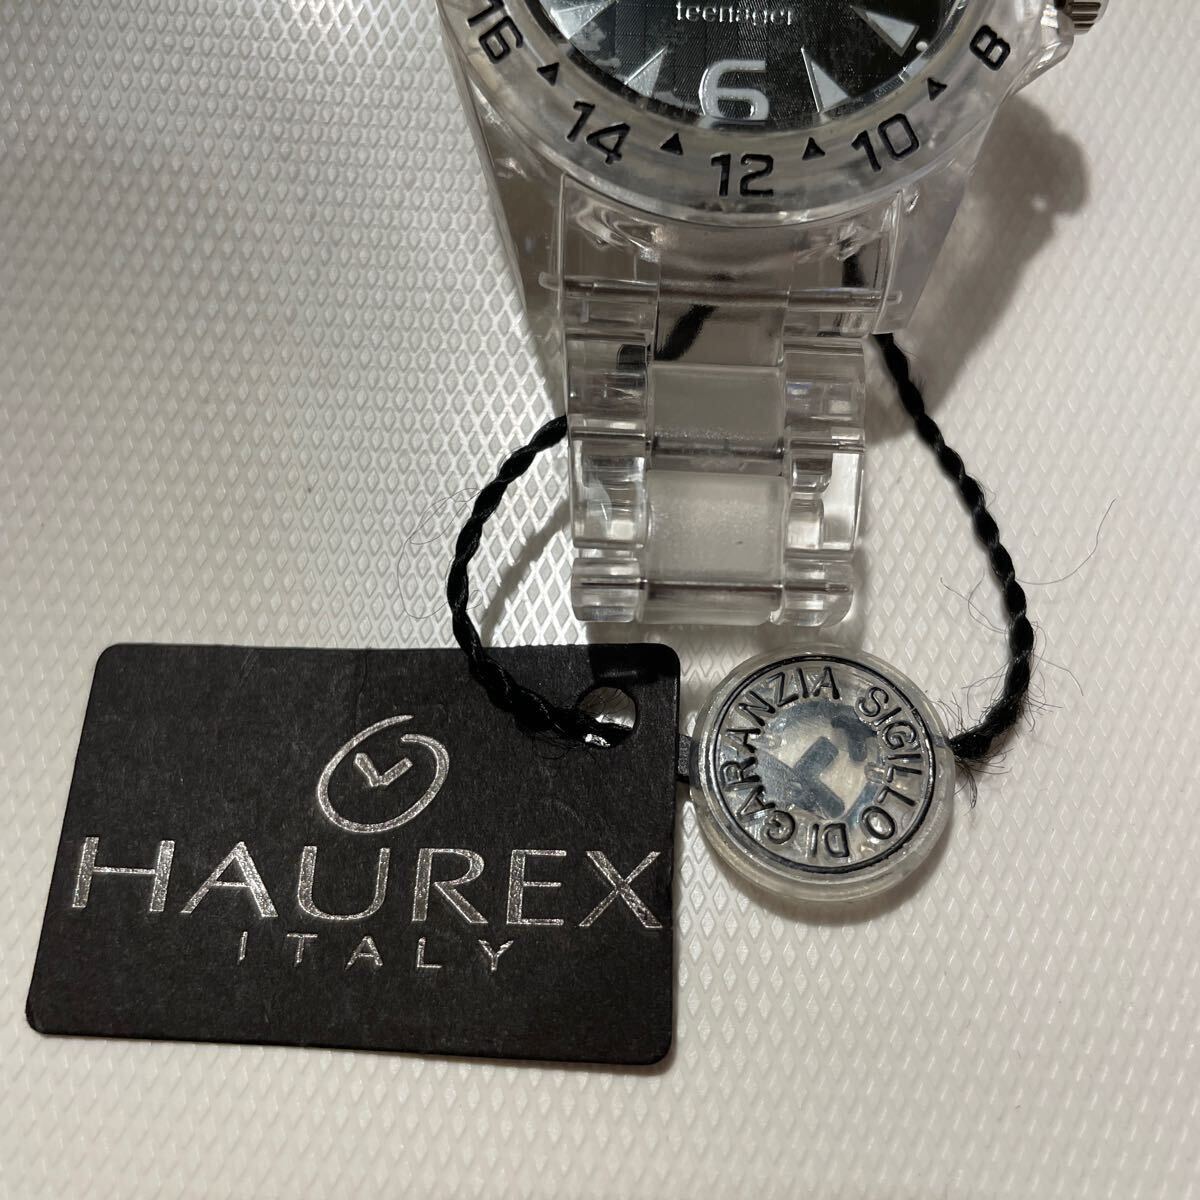 teenager
6
16
14
12
10
8
HAUREX
ITALY
SIGILLO DI GARANZIA